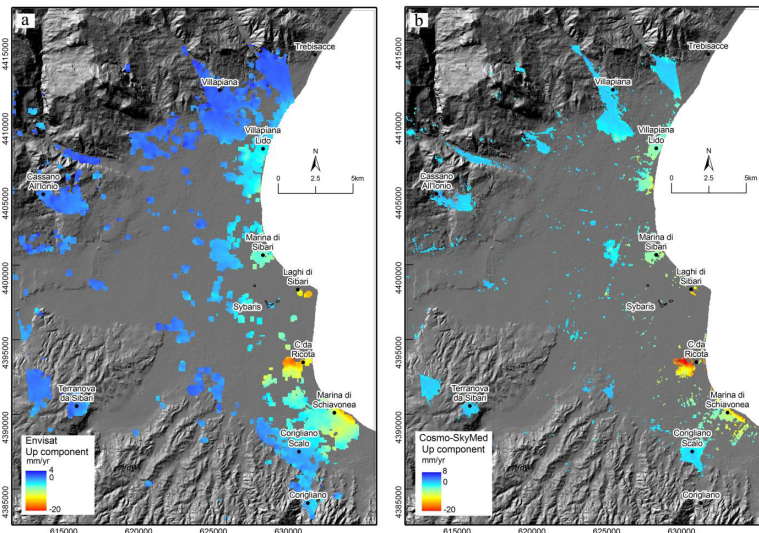 a
4415000
4410000
4405000
4400000
4395000
4390000
4385000
Trebisacce
Villapiana
Villapiana
Lido
N
0 2.5 5km
Cassano
All'Ionio
Marina di
Sibari
Laghi di
Sibari
Sybaris
C.da
Ricota
Terranova
da Sibari
Marina di
Schiavonea
Corigliano
Scalo
Corigliano
Envisat
Up component
mm/yr
4
0
-20
615000 620000 625000 630000
b
4415000
4410000
4405000
4400000
4395000
4390000
4385000
Trebisacce
Villapiana
Villapiana
Lido
N
0 2.5 5km
Cassano
All'Ionio
Marina di
Sibari
Laghi di
Sibari
Sybaris
C.da
Ricota
Terranova
da Sibari
Marina di
Schiavonea
Corigliano
Scalo
Corigliano
Cosmo-SkyMed
Up component
mm/yr
8
0
-20
615000 620000 625000 630000